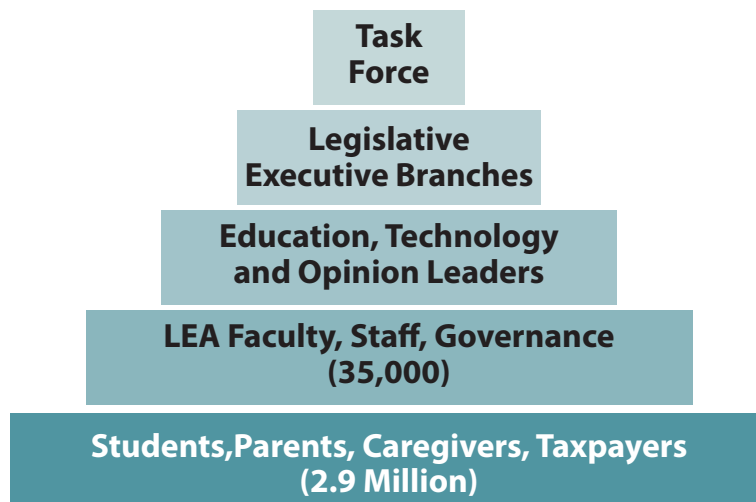 Task
Force
Legislative
Executive Branches
Education, Technology
and Opinion Leaders
LEA Faculty, Staff, Governance
(35,000)
Students,Parents, Caregivers, Taxpayers
(2.9 Million)